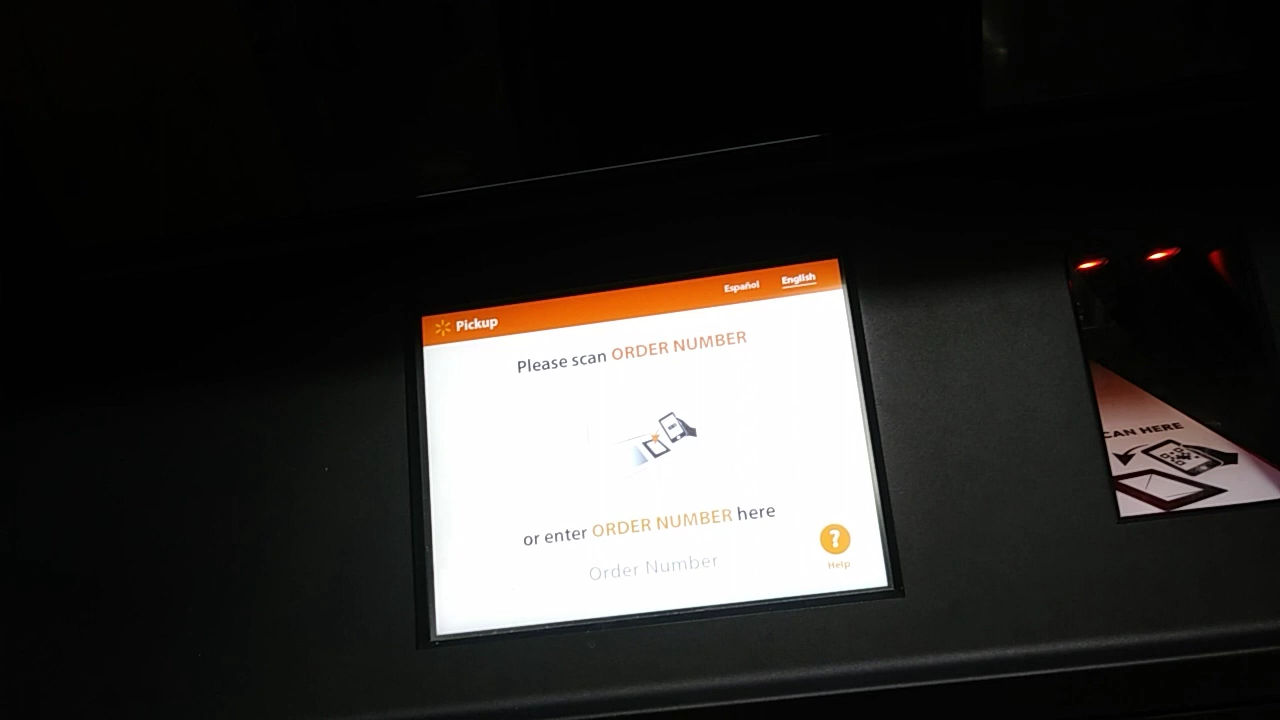 Español English
Pickup
Please scan ORDER NUMBER
or enter ORDER NUMBER here
Order Number
Help
CAN HERE